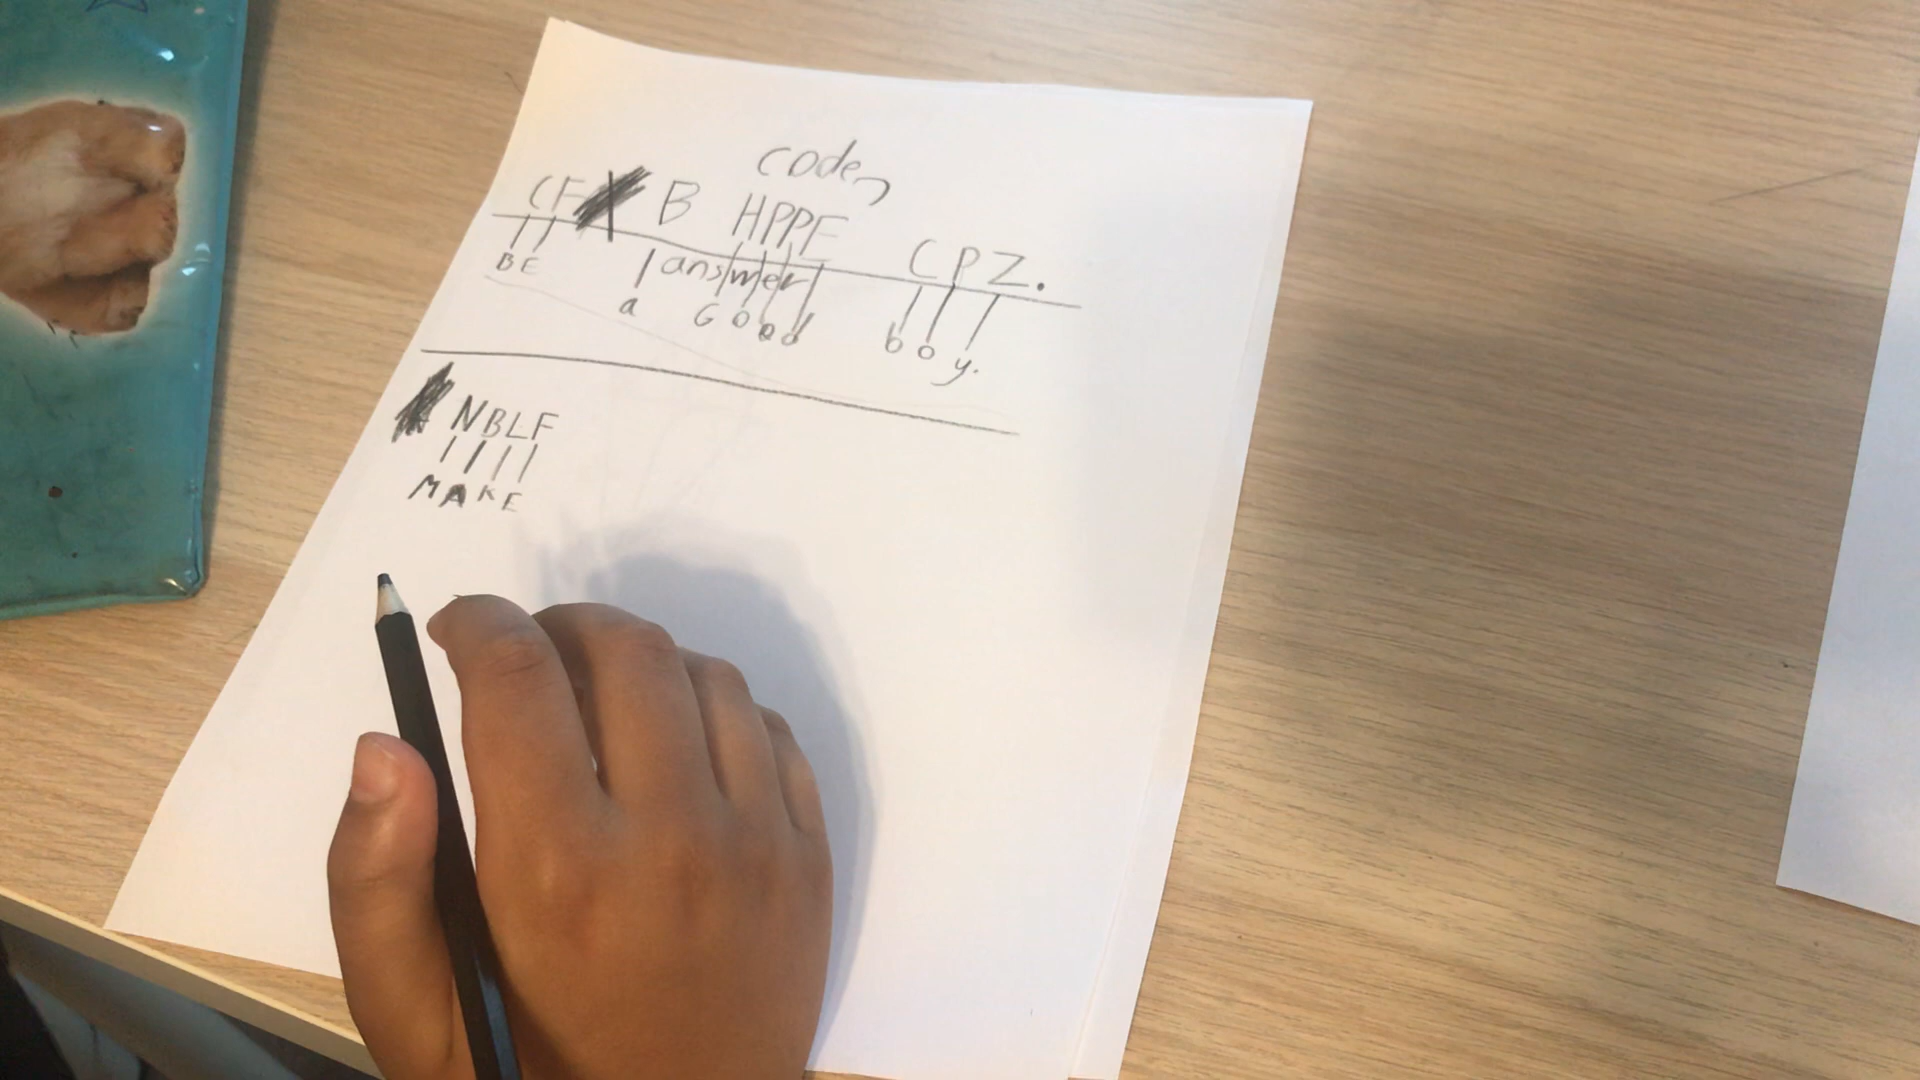 code
CF B HPPE CPZ.
BE answer
a Good boy.
NBLF
MAKE